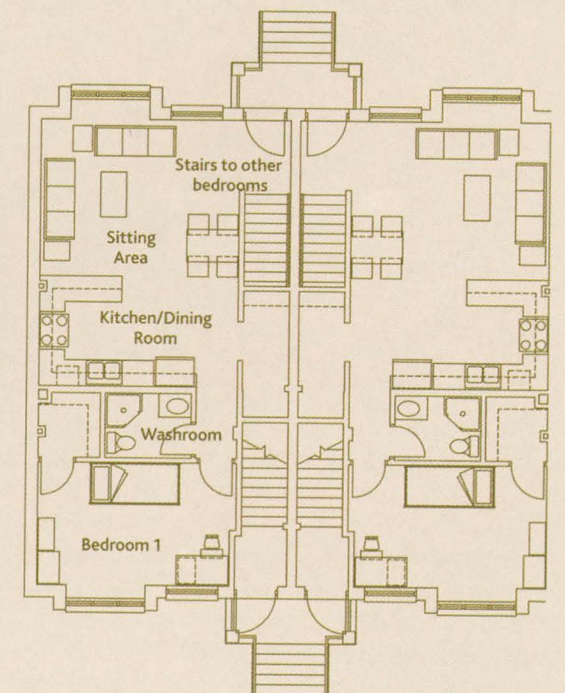 Stairs to other
bedrooms
Sitting
Area
Kitchen/Dining
Room
Washroom
Bedroom 1